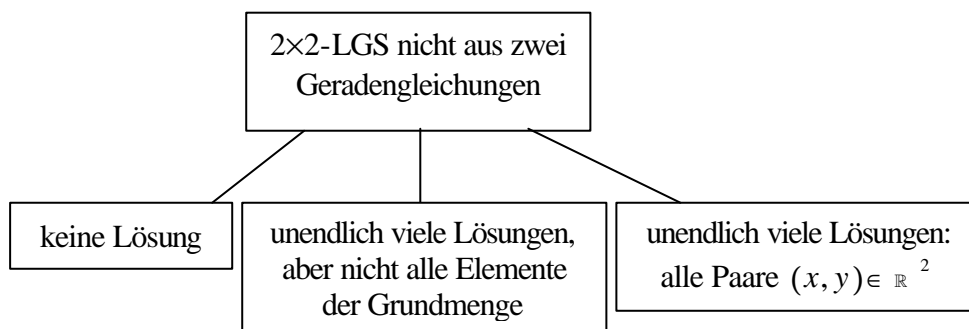 2×2-LGS nicht aus zwei
Geradengleichungen
keine Lösung
unendlich viele Lösungen,
aber nicht alle Elemente
der Grundmenge
unendlich viele Lösungen:
alle Paare (x, y) ∈ ℝ ²